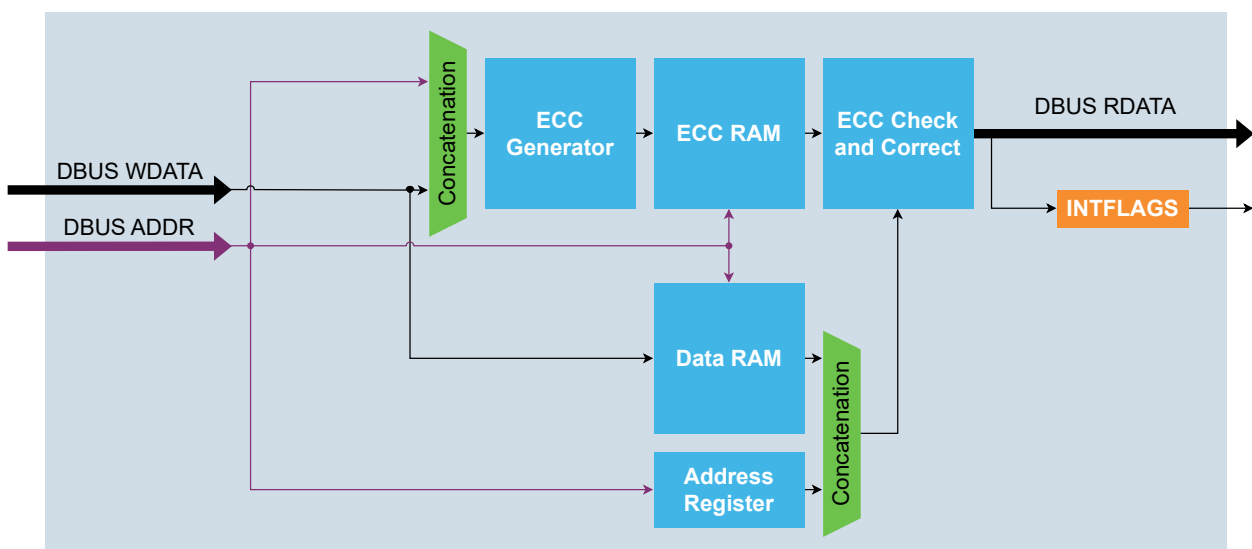 Concatenation
ECC
Generator
ECC RAM
ECC Check
and Correct
DBUS RDATA
DBUS WDATA
INTFLAGS
DBUS ADDR
Data RAM
Concatenation
Address
Register